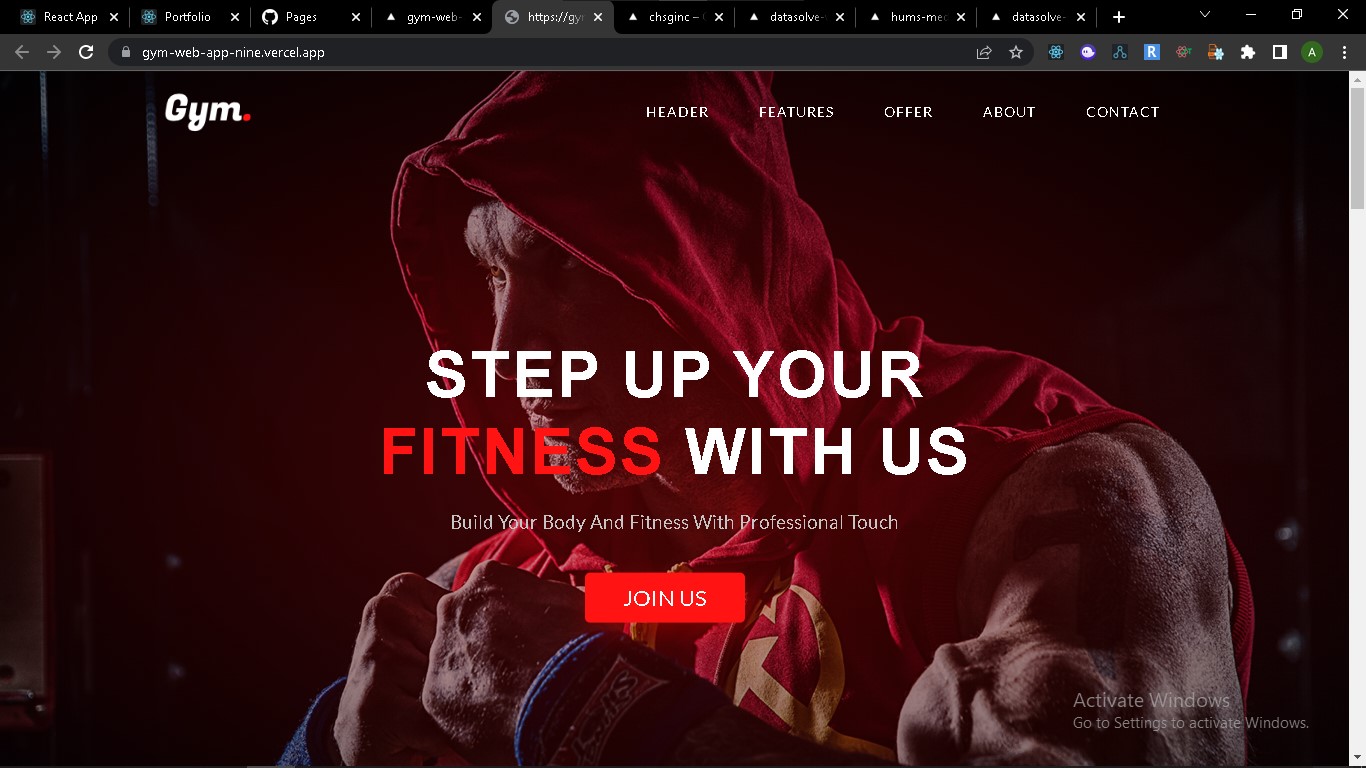 React App
Portfolio
Pages
gym-web-
https://gy
chsginc –
datasolve-
hums-med
datasolve-
gym-web-app-nine.vercel.app
R
A
Gym.
HEADER
FEATURES
OFFER
ABOUT
CONTACT
STEP UP YOUR
FITNESS WITH US
Build Your Body And Fitness With Professional Touch
JOIN US
Activate Windows
Go to Settings to activate Windows.